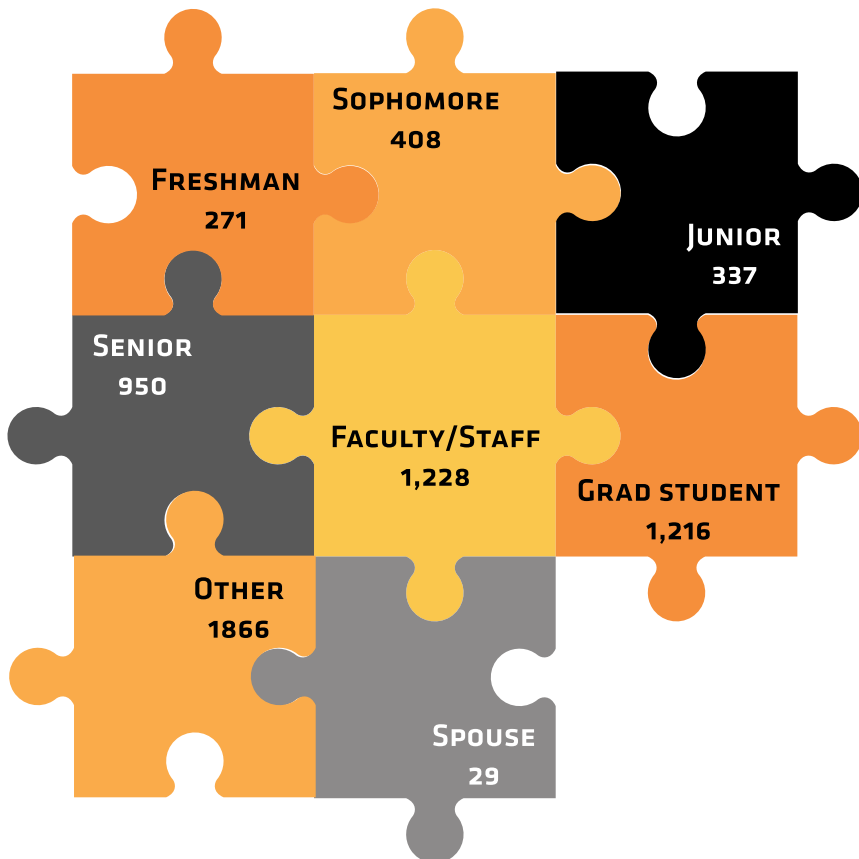 Sophomore
408
Freshman
271
Junior
337
Senior
950
Faculty/Staff
1,228
Grad student
1,216
Other
1866
Spouse
29